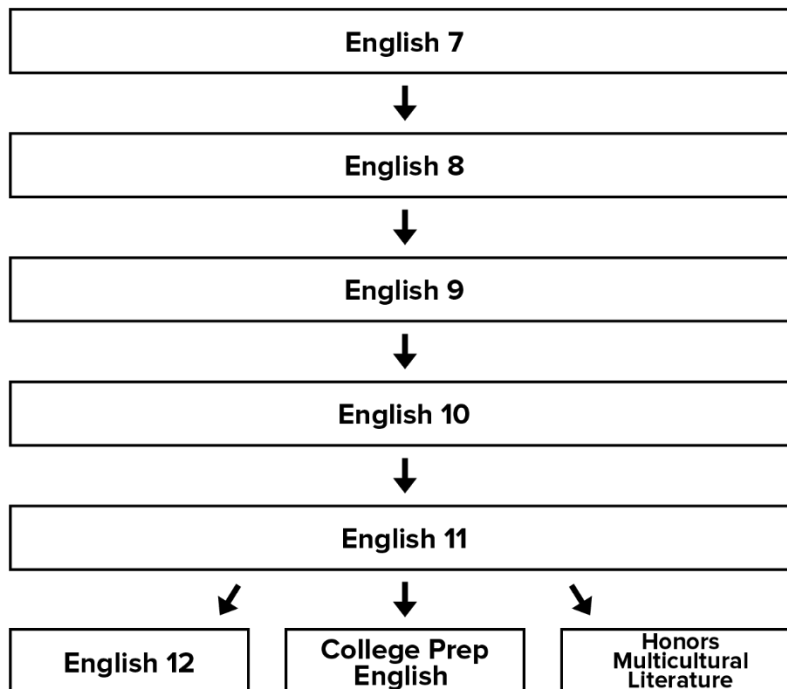 English 7
English 8
English 9
English 10
English 11
English 12
College Prep
English
Honors
Multicultural
Literature